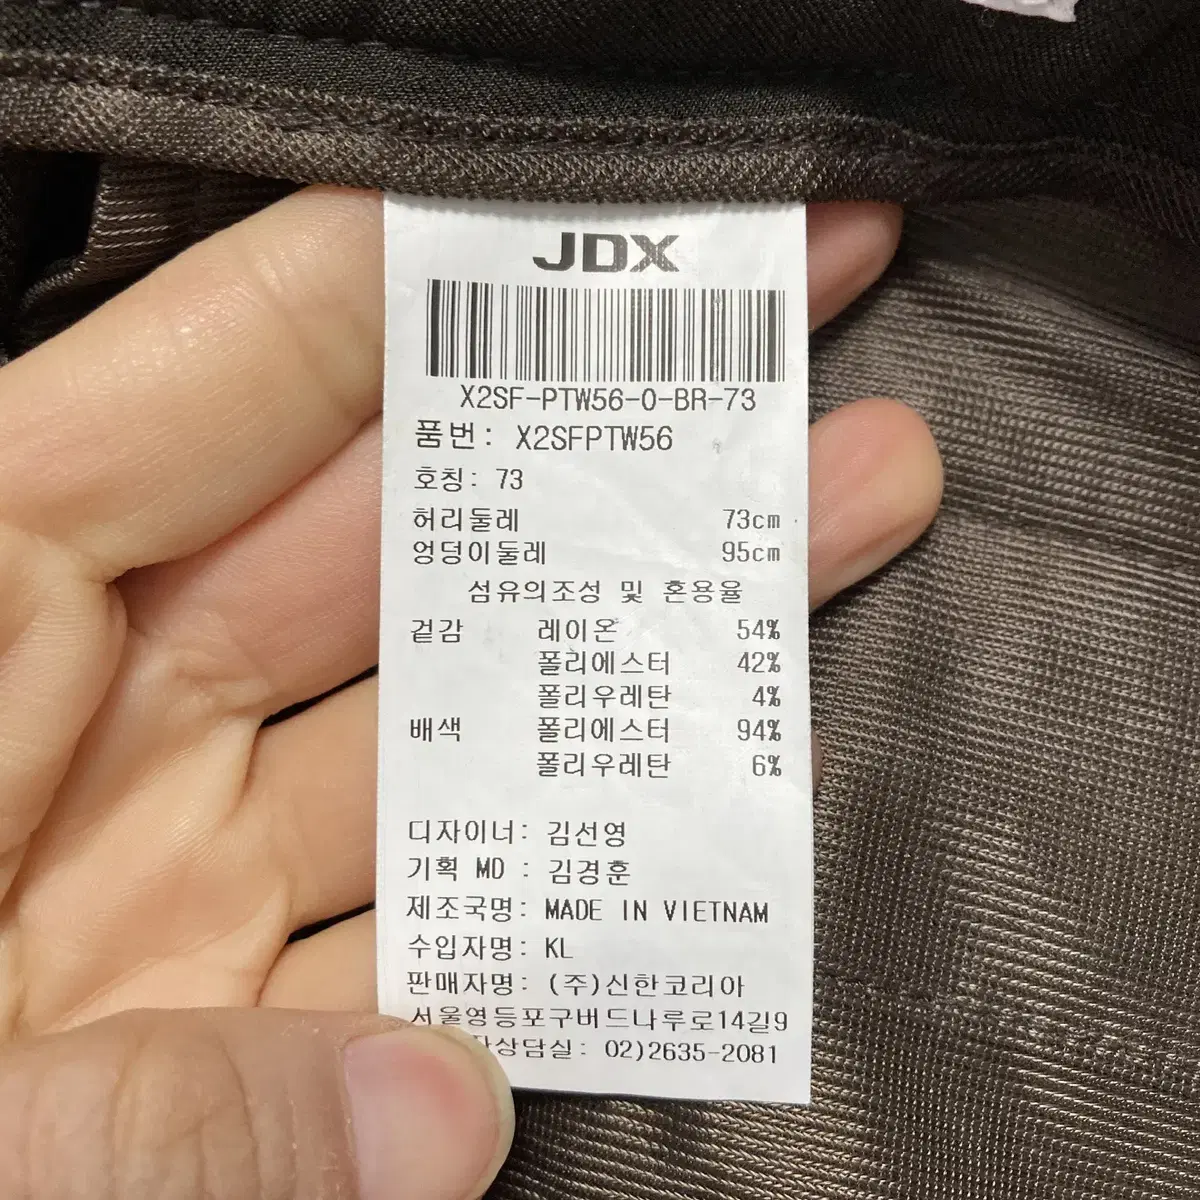 JDX
X2SF-PTW56-0-BR-73
품번: X2SFPTW56
호칭: 73
허리둘레 73cm
엉덩이둘레 95cm
섬유의조성 및 혼용율
겉감 레이온 54%
폴리에스터 42%
폴리우레탄 4%
배색 폴리에스터 94%
폴리우레탄 6%
디자이너: 김선영
기획 MD : 김경훈
제조국명: MADE IN VIETNAM
수입자명: KL
판매자명: (주)신한코리아
서울영등포구버드나루로14길9
상담실: 02)2635-2081